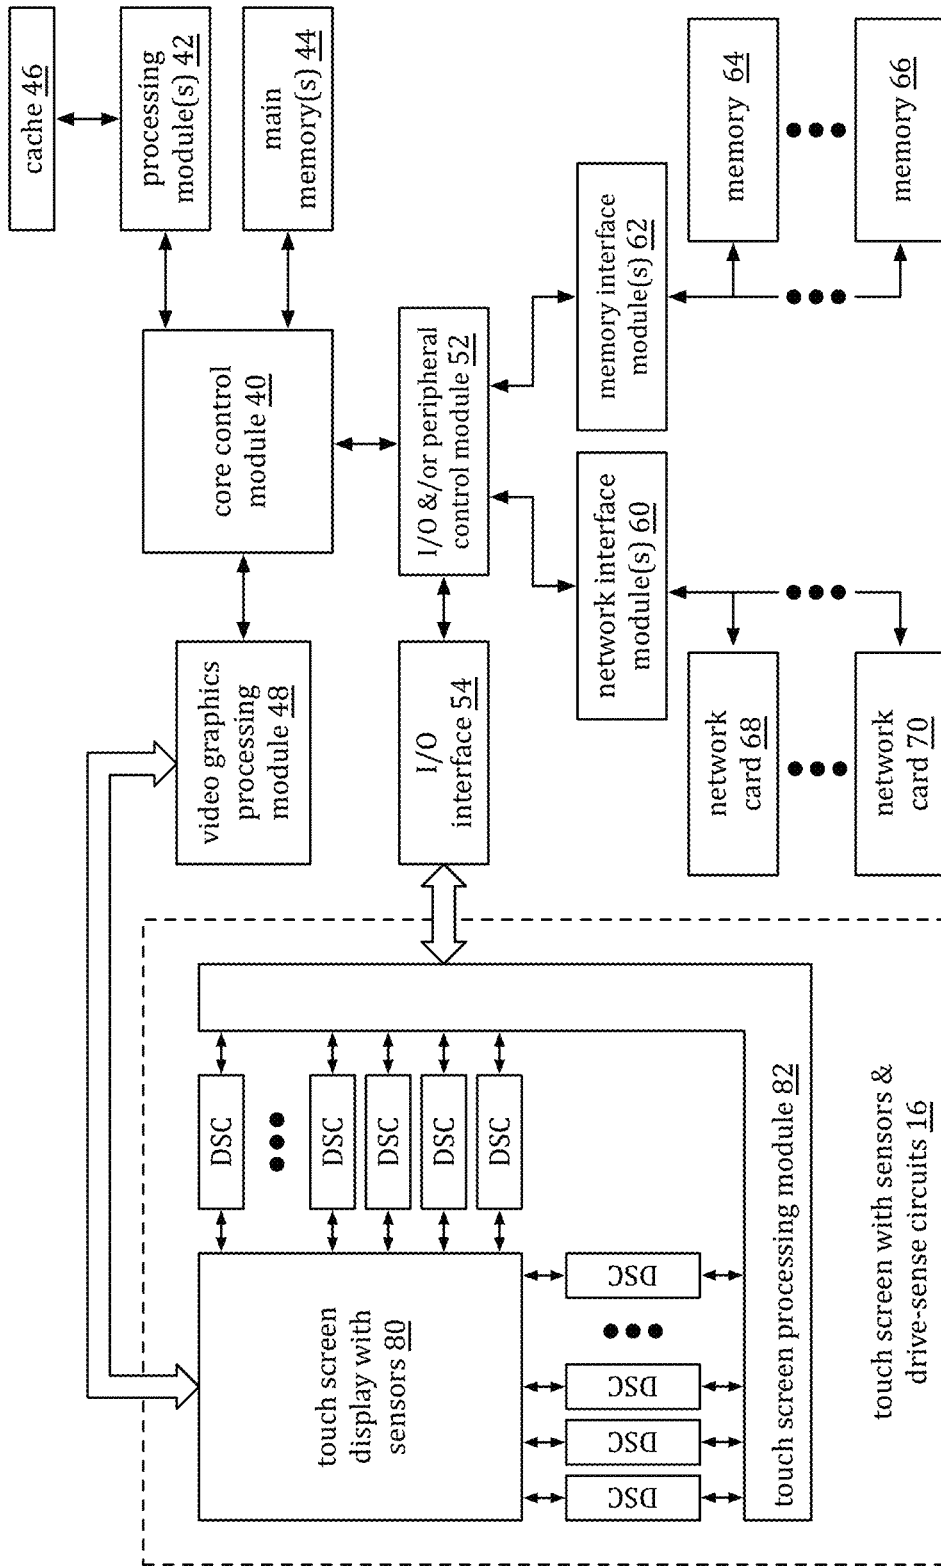 cache 46
processing
module(s) 42
main
memory(s) 44
core control
module 40
video graphics
processing
module 48
I/O &/or peripheral
control module 52
I/O
interface 54
memory interface
module(s) 62
network interface
module(s) 60
memory 64
memory 66
network
card 68
network
card 70
touch screen
display with
sensors 80
DSC
DSC
DSC
DSC
DSC
DSC
DSC
DSC
DSC
touch screen processing module 82
touch screen with sensors &
drive-sense circuits 16